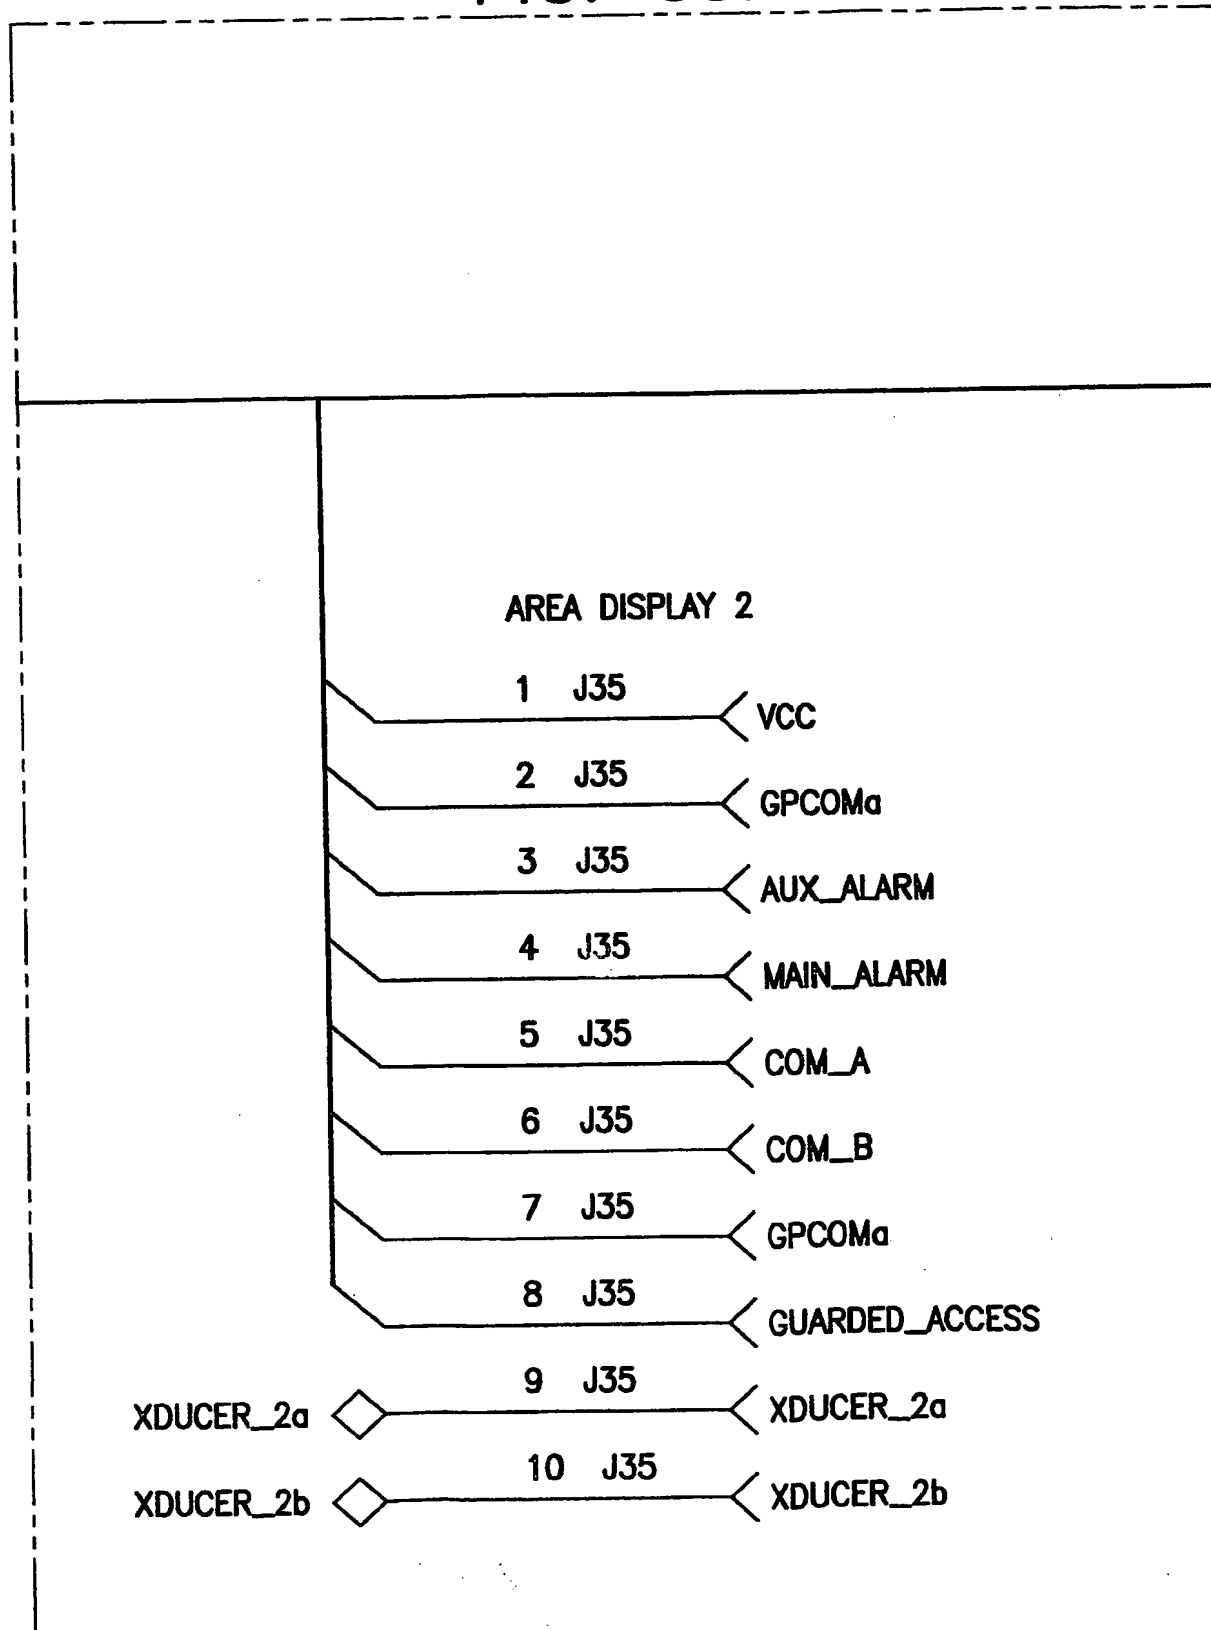 AREA DISPLAY 2
1 J35
VCC
2 J35
GPCOMa
3 J35
AUX_ALARM
4 J35
MAIN_ALARM
5 J35
COM_A
6 J35
COM_B
7 J35
GPCOMa
8 J35
GUARDED_ACCESS
XDUCER_2a 9 J35 XDUCER_2a
XDUCER_2b 10 J35 XDUCER_2b